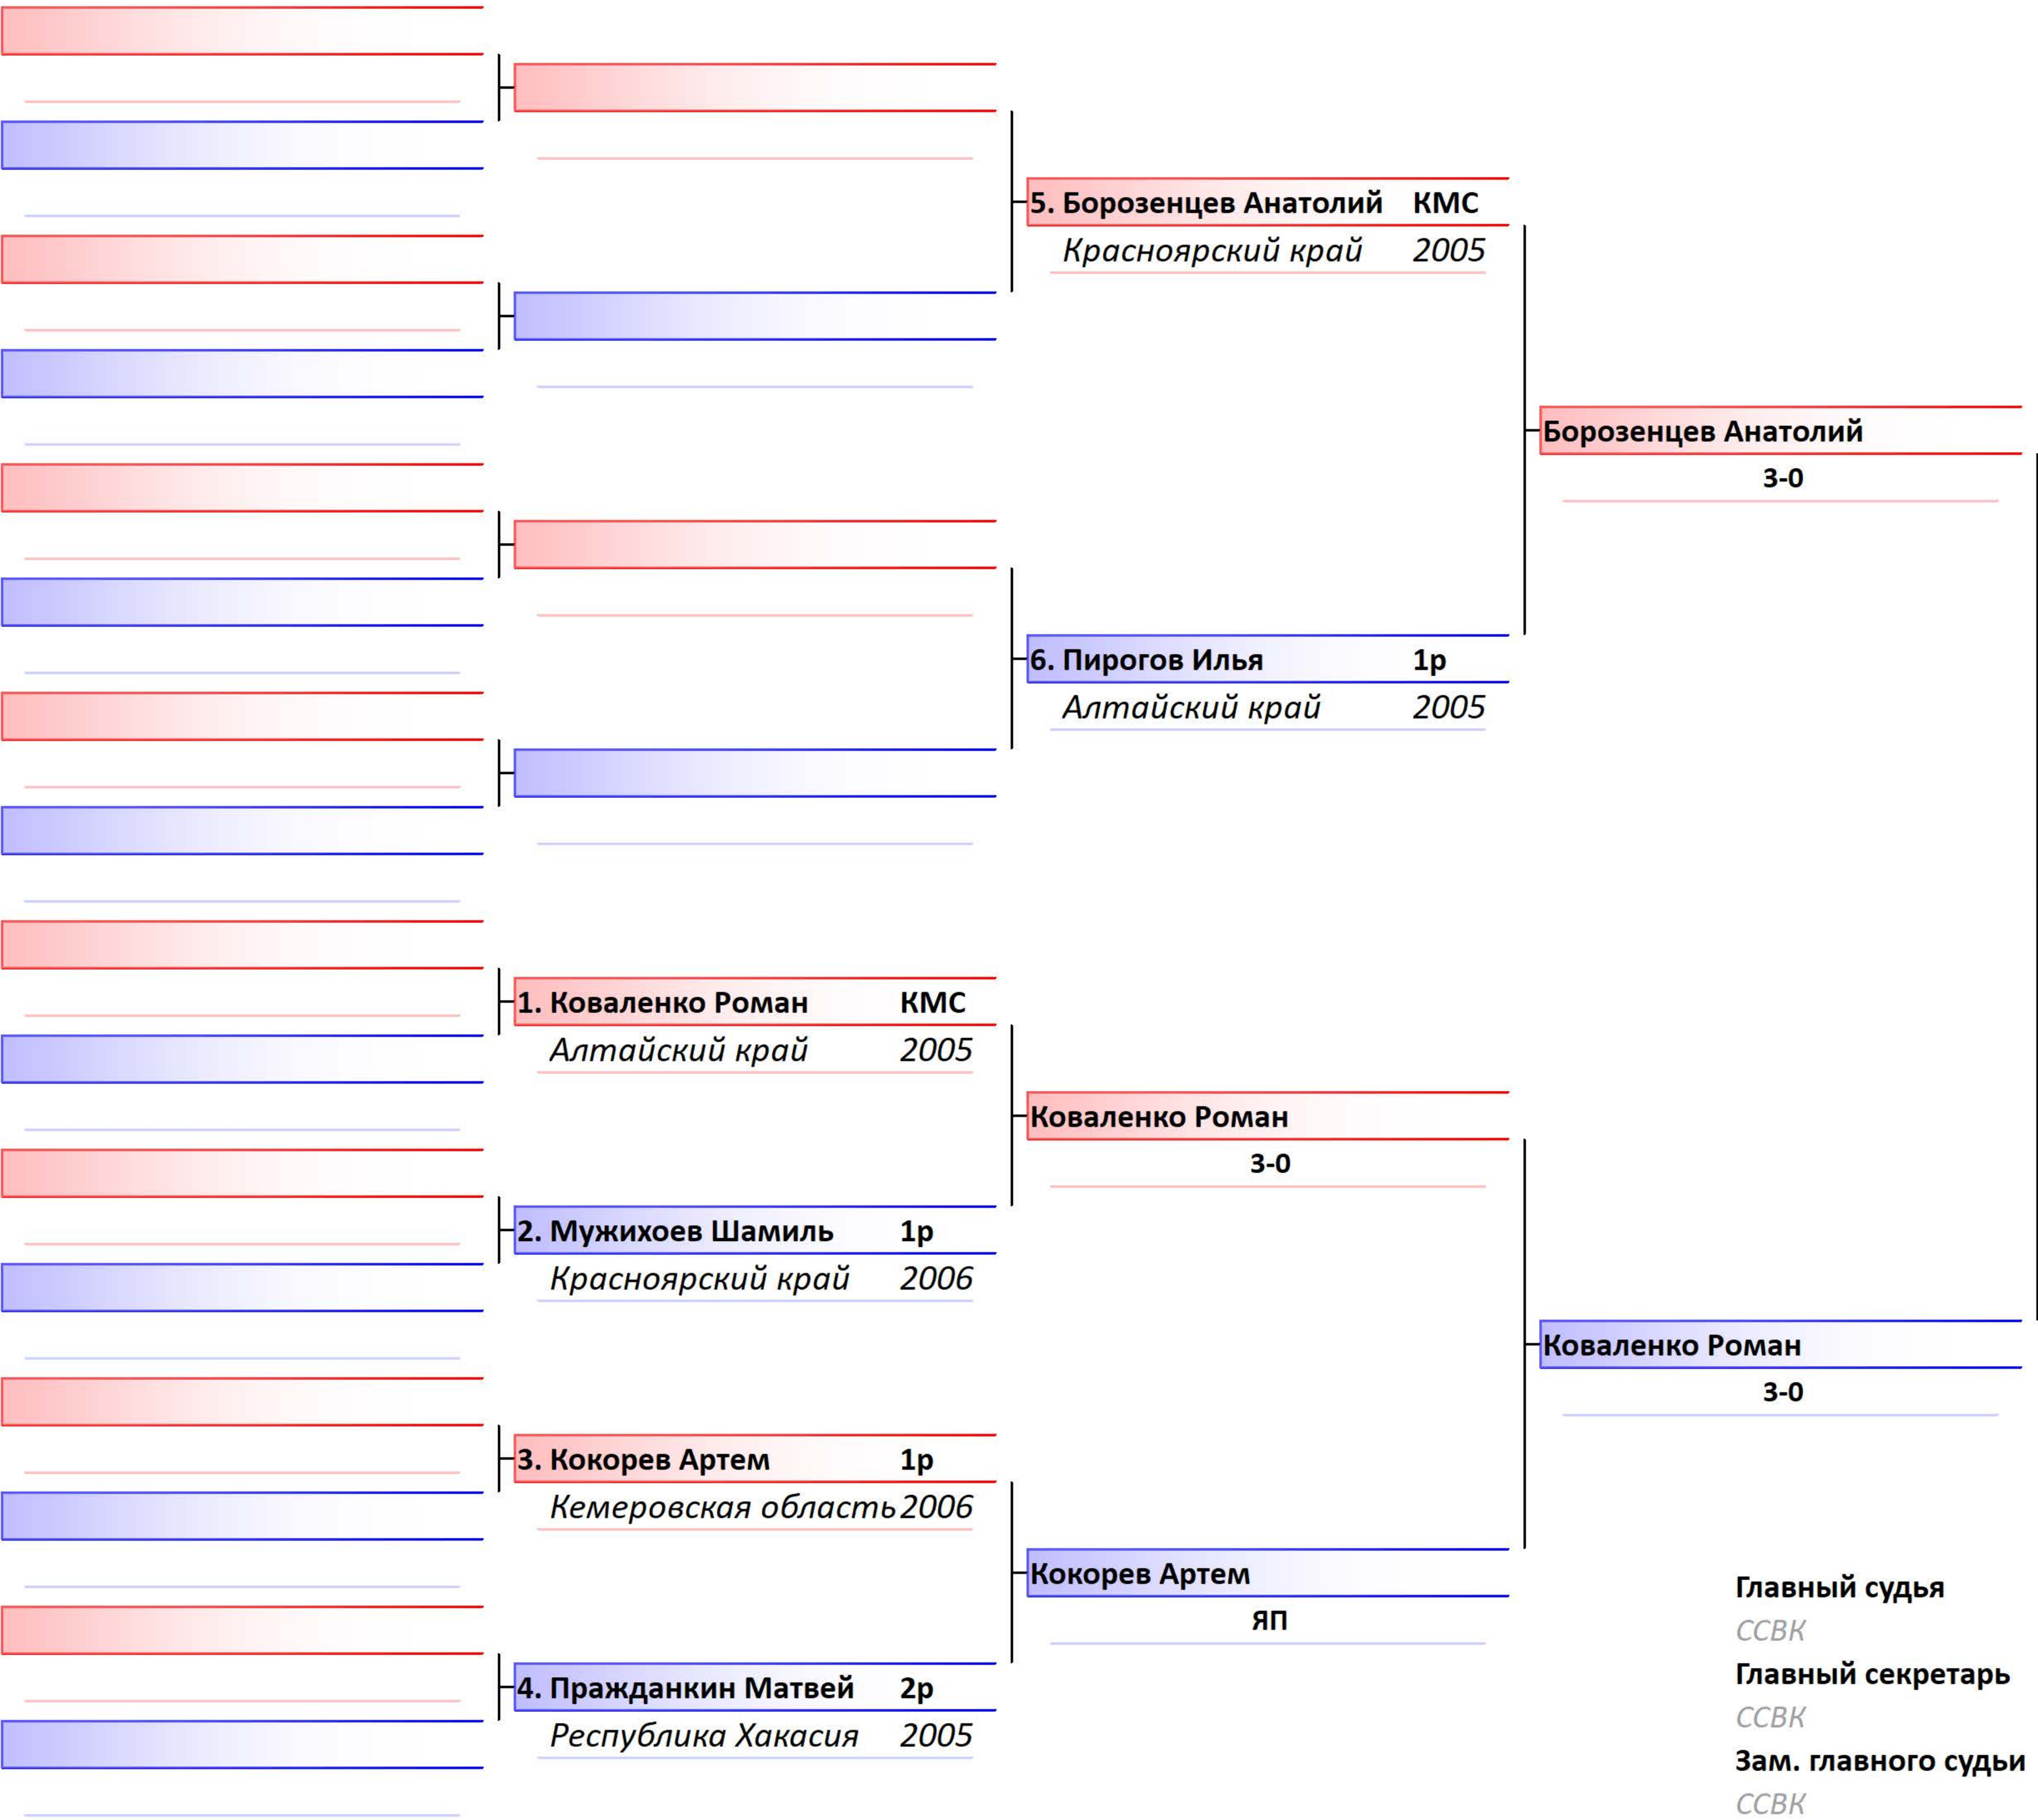 5. Борозенцев Анатолий КМС
Красноярский край 2005
Борозенцев Анатолий
3-0
6. Пирогов Илья 1р
Алтайский край 2005
1. Коваленко Роман КМС
Алтайский край 2005
Коваленко Роман
3-0
2. Мужихоев Шамиль 1р
Красноярский край 2006
Коваленко Роман
3-0
3. Кокорев Артем 1р
Кемеровская область 2006
Кокорев Артем
ЯП
4. Пражданкин Матвей 2р
Республика Хакасия 2005
Главный судья
ССВК
Главный секретарь
ССВК
Зам. главного судьи
ССВК